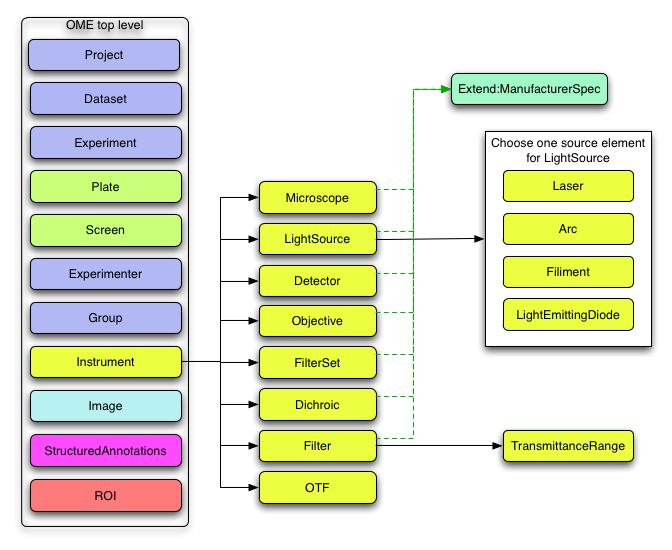 OME top level
Project
Dataset
Experiment
Plate
Screen
Experimenter
Group
Instrument
Image
StructuredAnnotations
ROI
Microscope
LightSource
Detector
Objective
FilterSet
Dichroic
Filter
OTF
Extend:ManufacturerSpec
Choose one source element
for LightSource
Laser
Arc
Filiment
LightEmittingDiode
TransmittanceRange